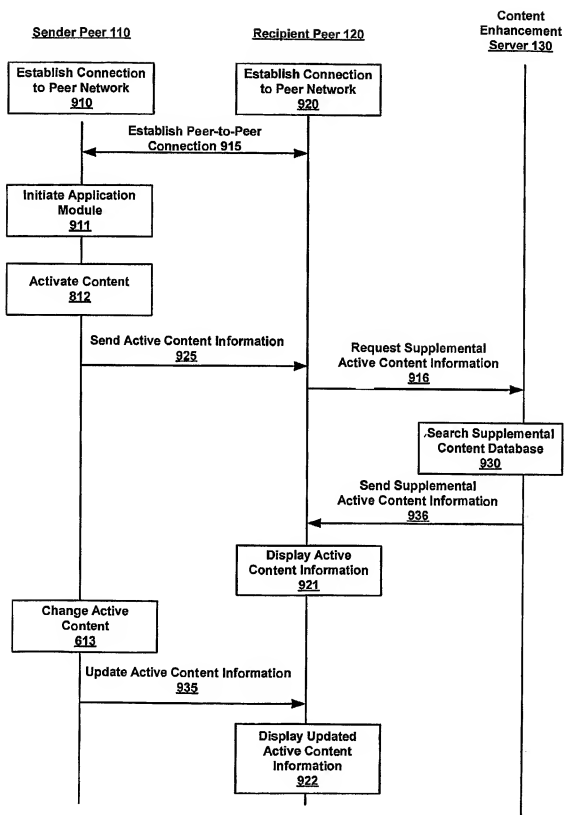 Sender Peer 110
Recipient Peer 120
Content
Enhancement
Server 130
Establish Connection
to Peer Network
910
Establish Connection
to Peer Network
920
Establish Peer-to-Peer
Connection 915
Initiate Application
Module
911
Activate Content
812
Send Active Content Information
925
Request Supplemental
Active Content Information
916
Search Supplemental
Content Database
930
Send Supplemental
Active Content Information
936
Display Active
Content Information
921
Change Active
Content
613
Update Active Content Information
935
Display Updated
Active Content
Information
922